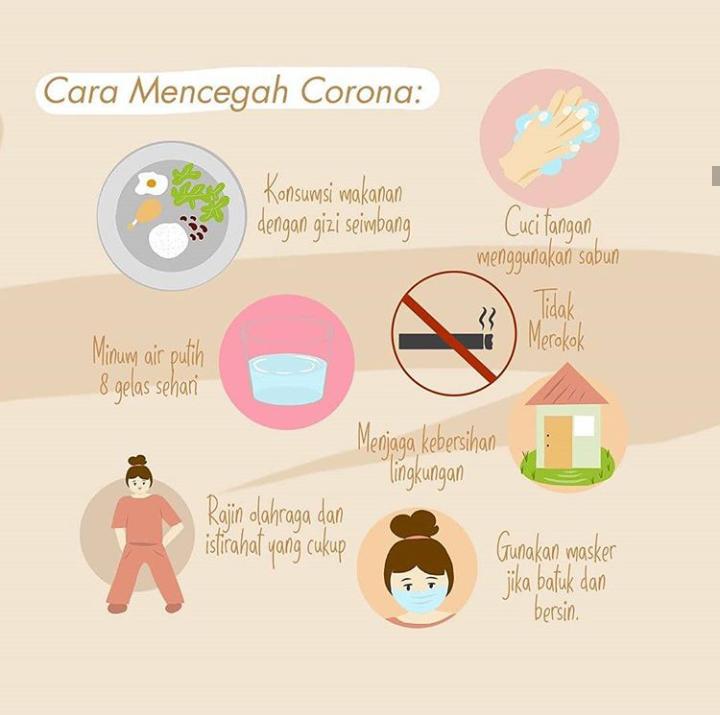 Cara Mencegah Corona:
Konsumsi makanan
dengan gizi seimbang
Cuci tangan
menggunakan sabun
Minum air putih
8 gelas sehari
Tidak
Merokok
Menjaga kebersihan
lingkungan
Rajin olahraga dan
istirahat yang cukup
Gunakan masker
jika batuk dan
bersin.